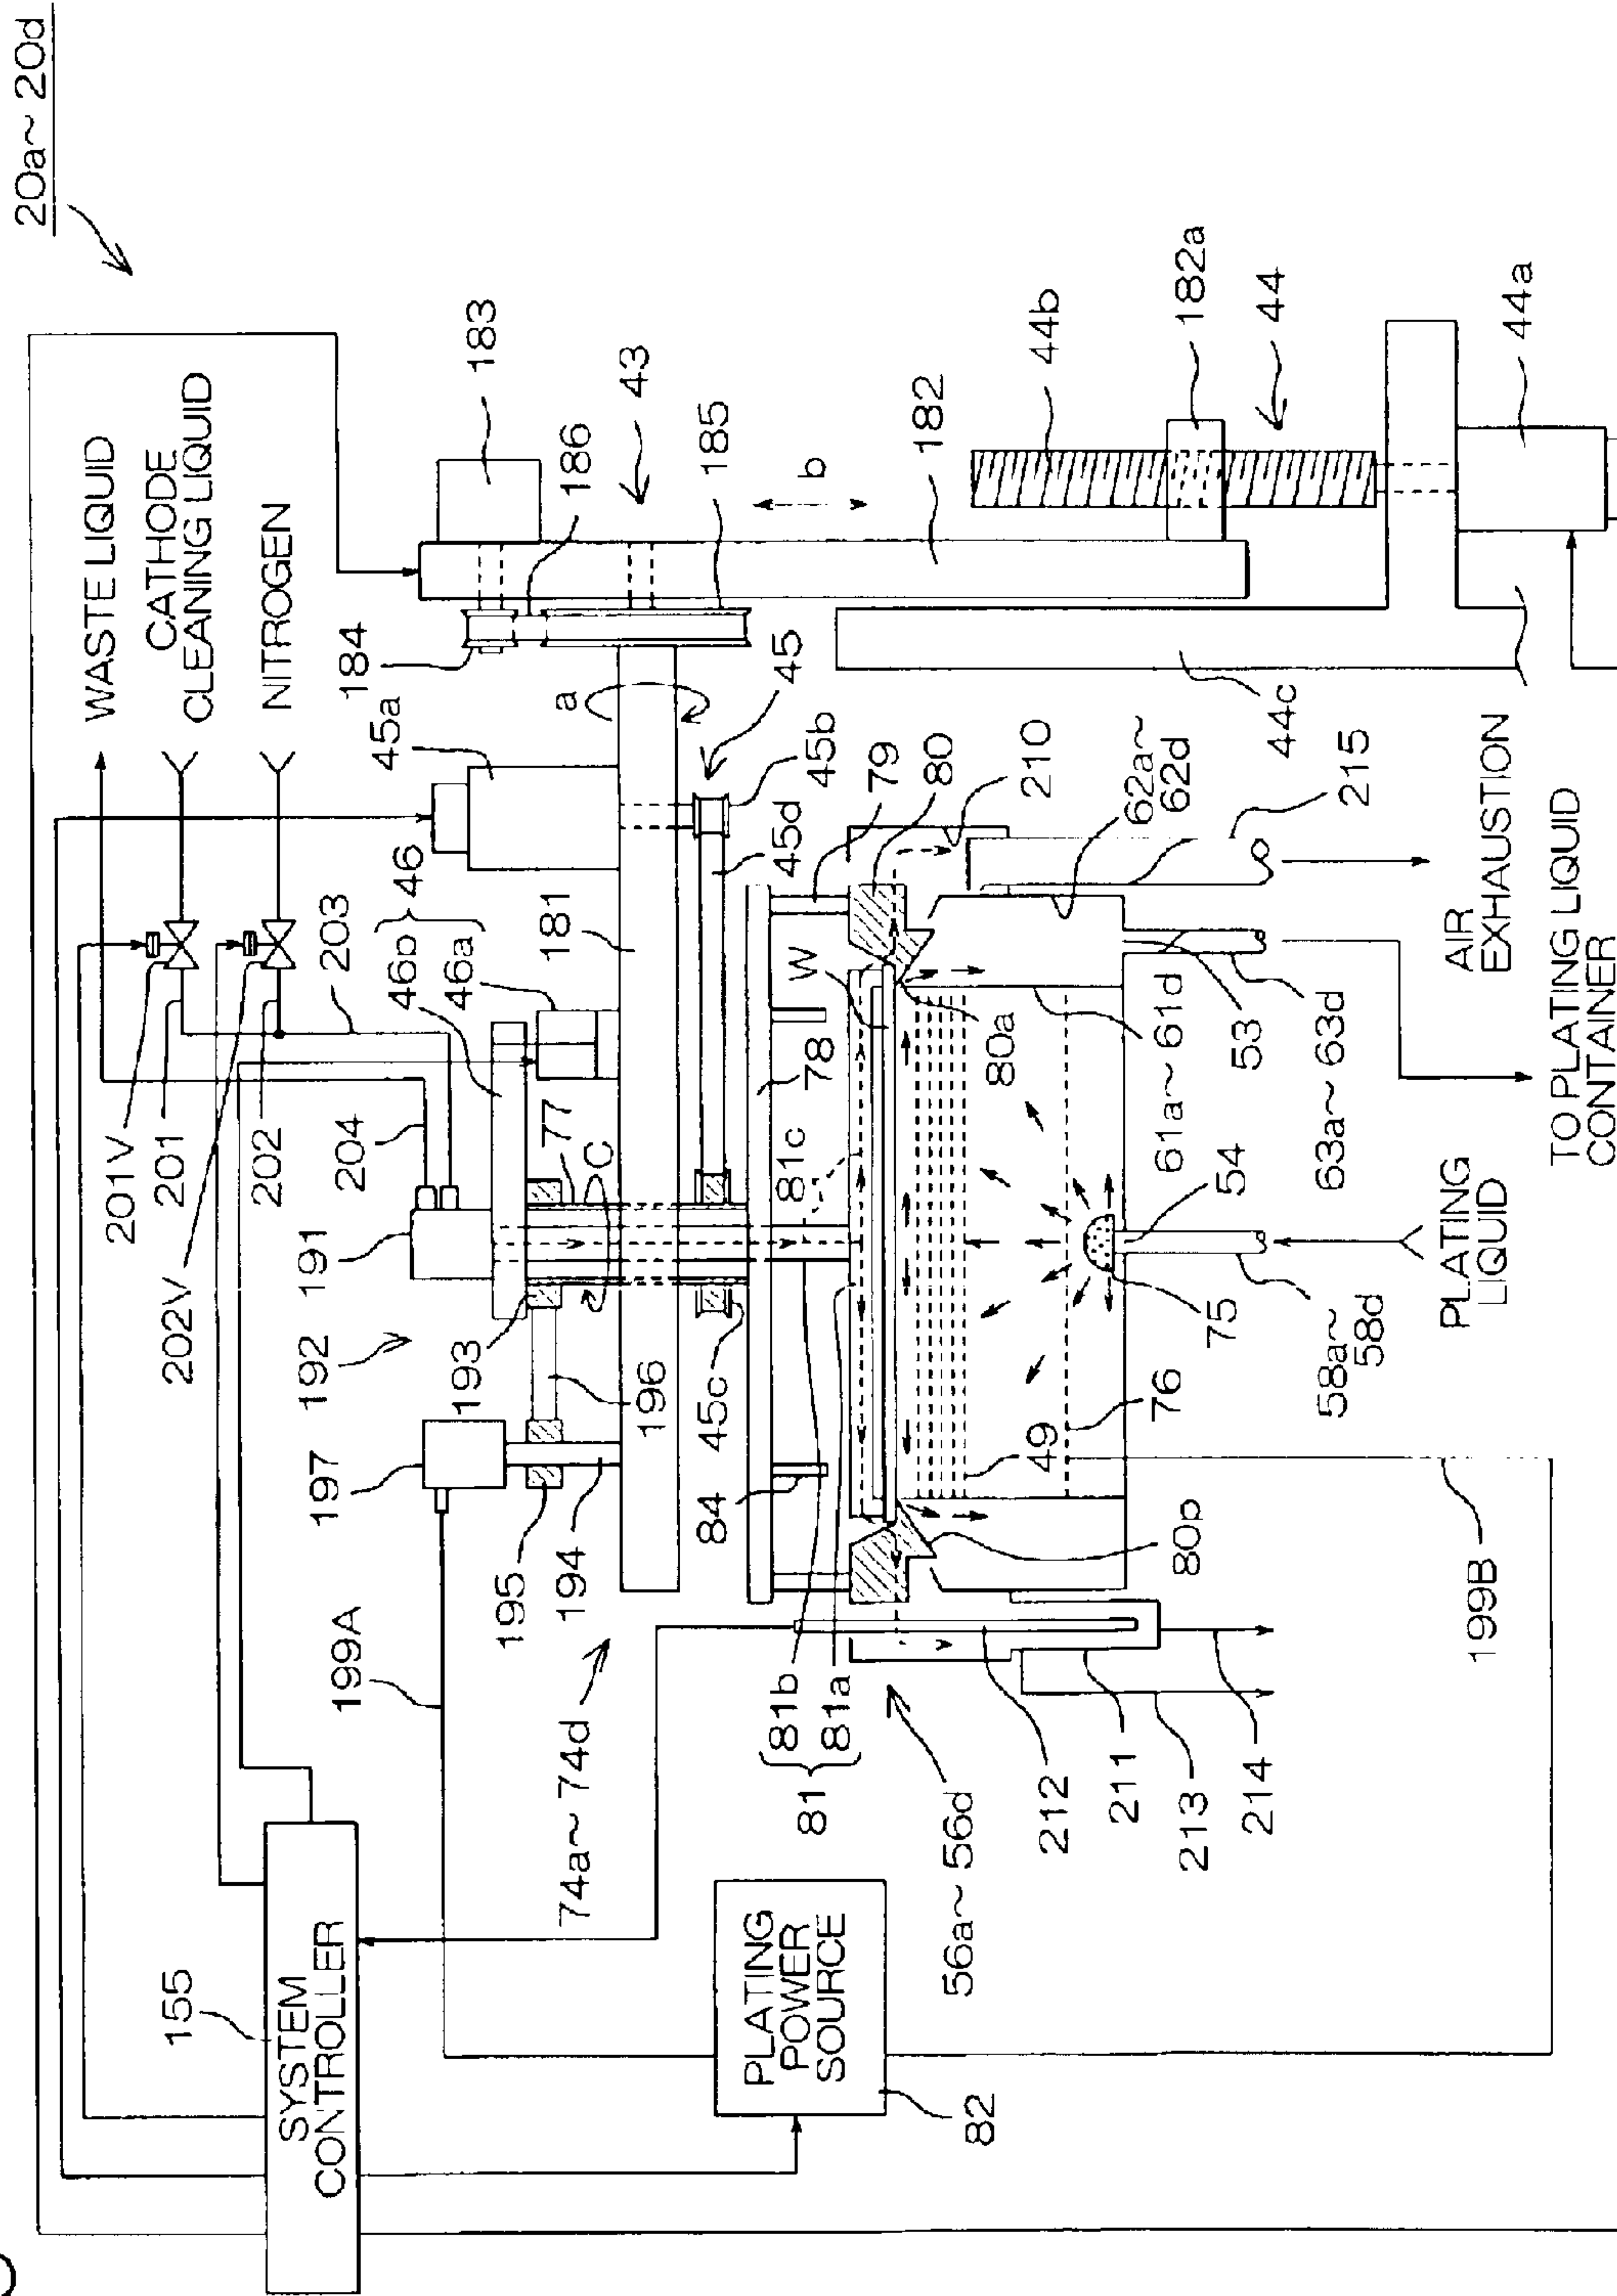 20a~20d
WASTE LIQUID
CATHODE
CLEANING LIQUID
NITROGEN
155
SYSTEM
CONTROLLER
201V
201
202V
202
203
204
191
192
193
197
196
195
194
199A
46
46b
46a
45a
181
77
C
a
184
183
186
43
185
b
182
44b
182a
44
44a
44c
45
45b
45d
45c
78
79
80
210
62a~
62d
215
W
81c
84
80a
61a~61d
53
63a~63d
74a~74d
81
81b
81a
56a~56d
212
211
213
214
80p
49
76
75
54
58a~
58d
PLATING
LIQUID
AIR
EXHAUSTION
TO PLATING LIQUID
CONTAINER
199B
PLATING
POWER
SOURCE
82